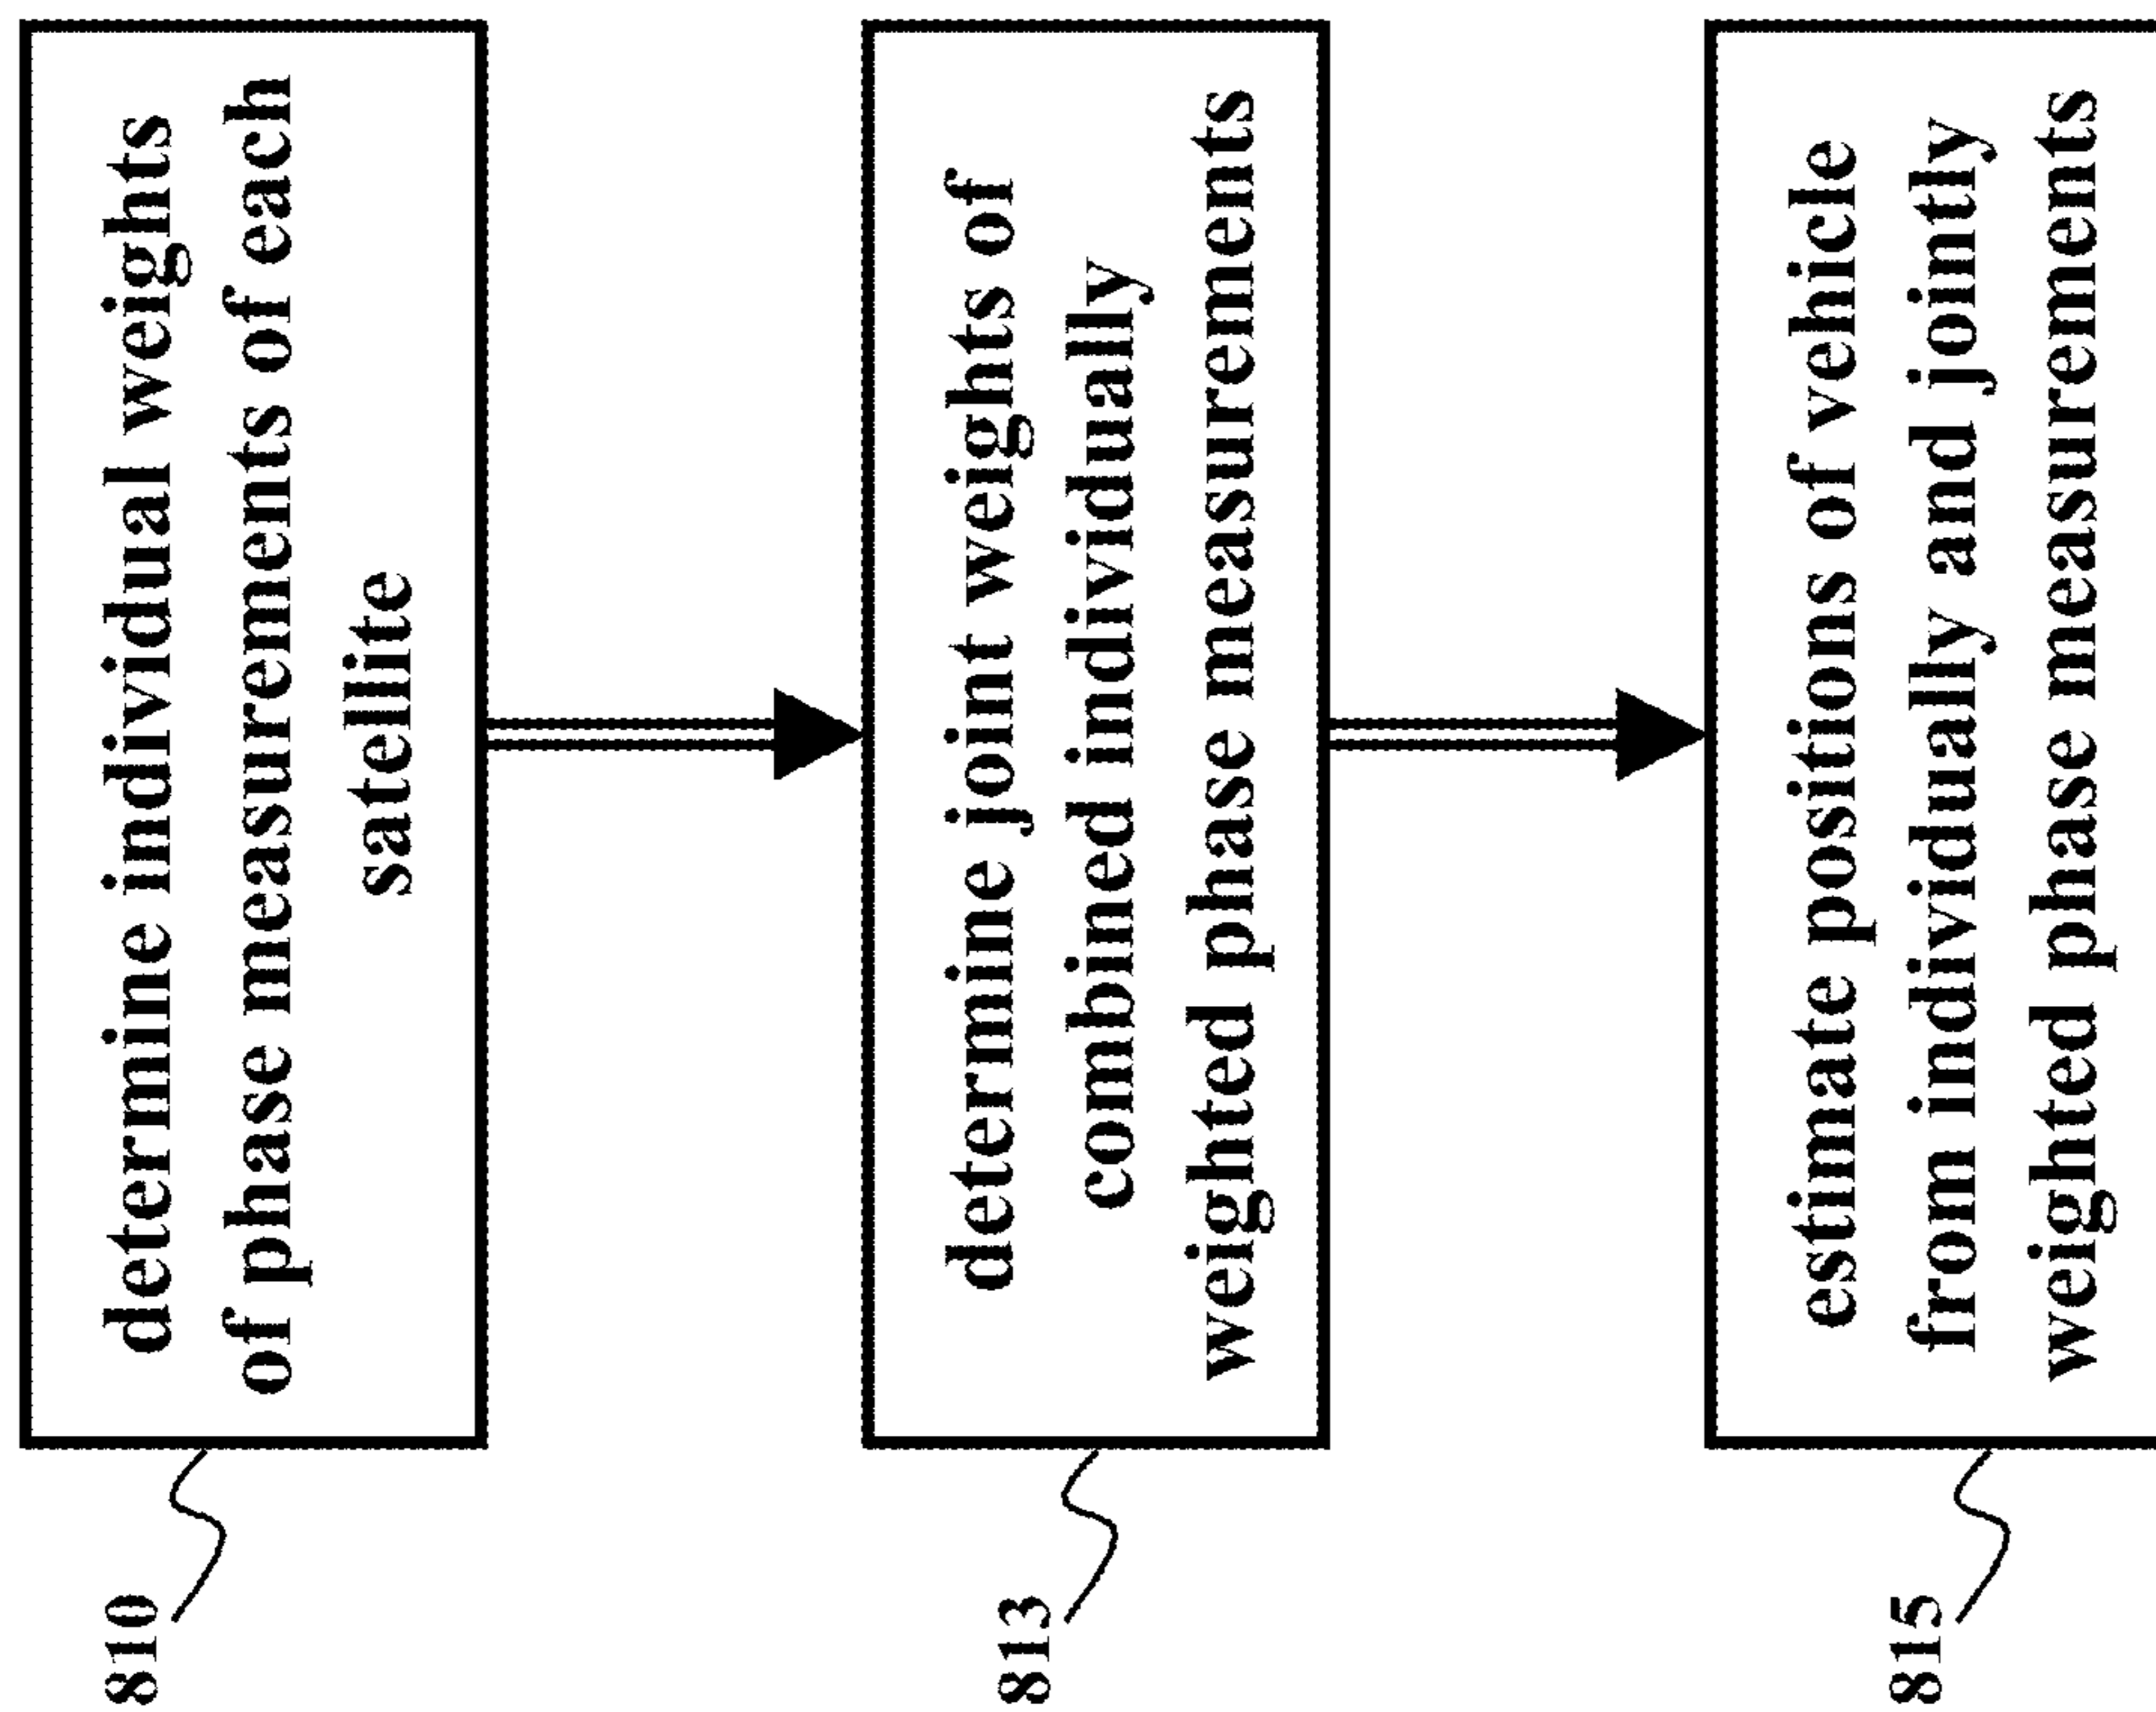 810
determine individual weights
of phase measurements of each
satellite
813
determine joint weights of
combined individually
weighted phase measurements
815
estimate positions of vehicle
from individually and jointly
weighted phase measurements